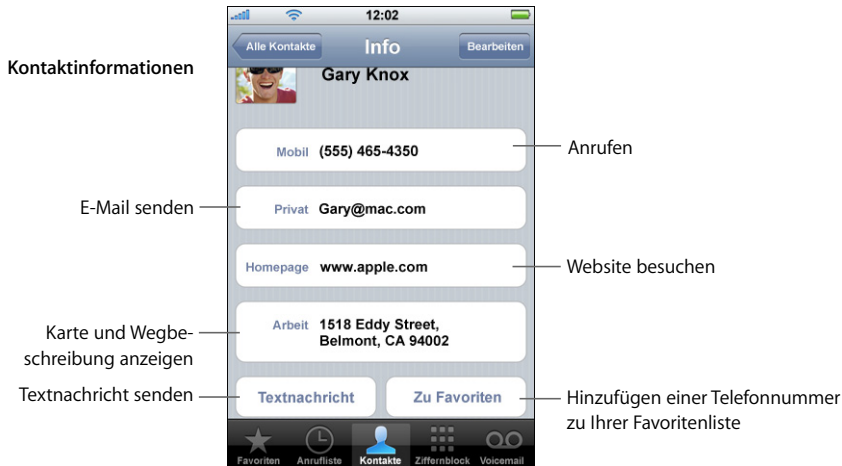 12:02
Alle Kontakte Info Bearbeiten
Kontaktinformationen
Gary Knox
Mobil (555) 465-4350
Anrufen
E-Mail senden
Privat Gary@mac.com
Homepage www.apple.com
Website besuchen
Karte und Wegbe-
schreibung anzeigen
Arbeit 1518 Eddy Street,
Belmont, CA 94002
Textnachricht senden
Textnachricht Zu Favoriten
Hinzufügen einer Telefonnummer
zu Ihrer Favoritenliste
Favoriten Anrufliste Kontakte Ziffernblock Voicemail